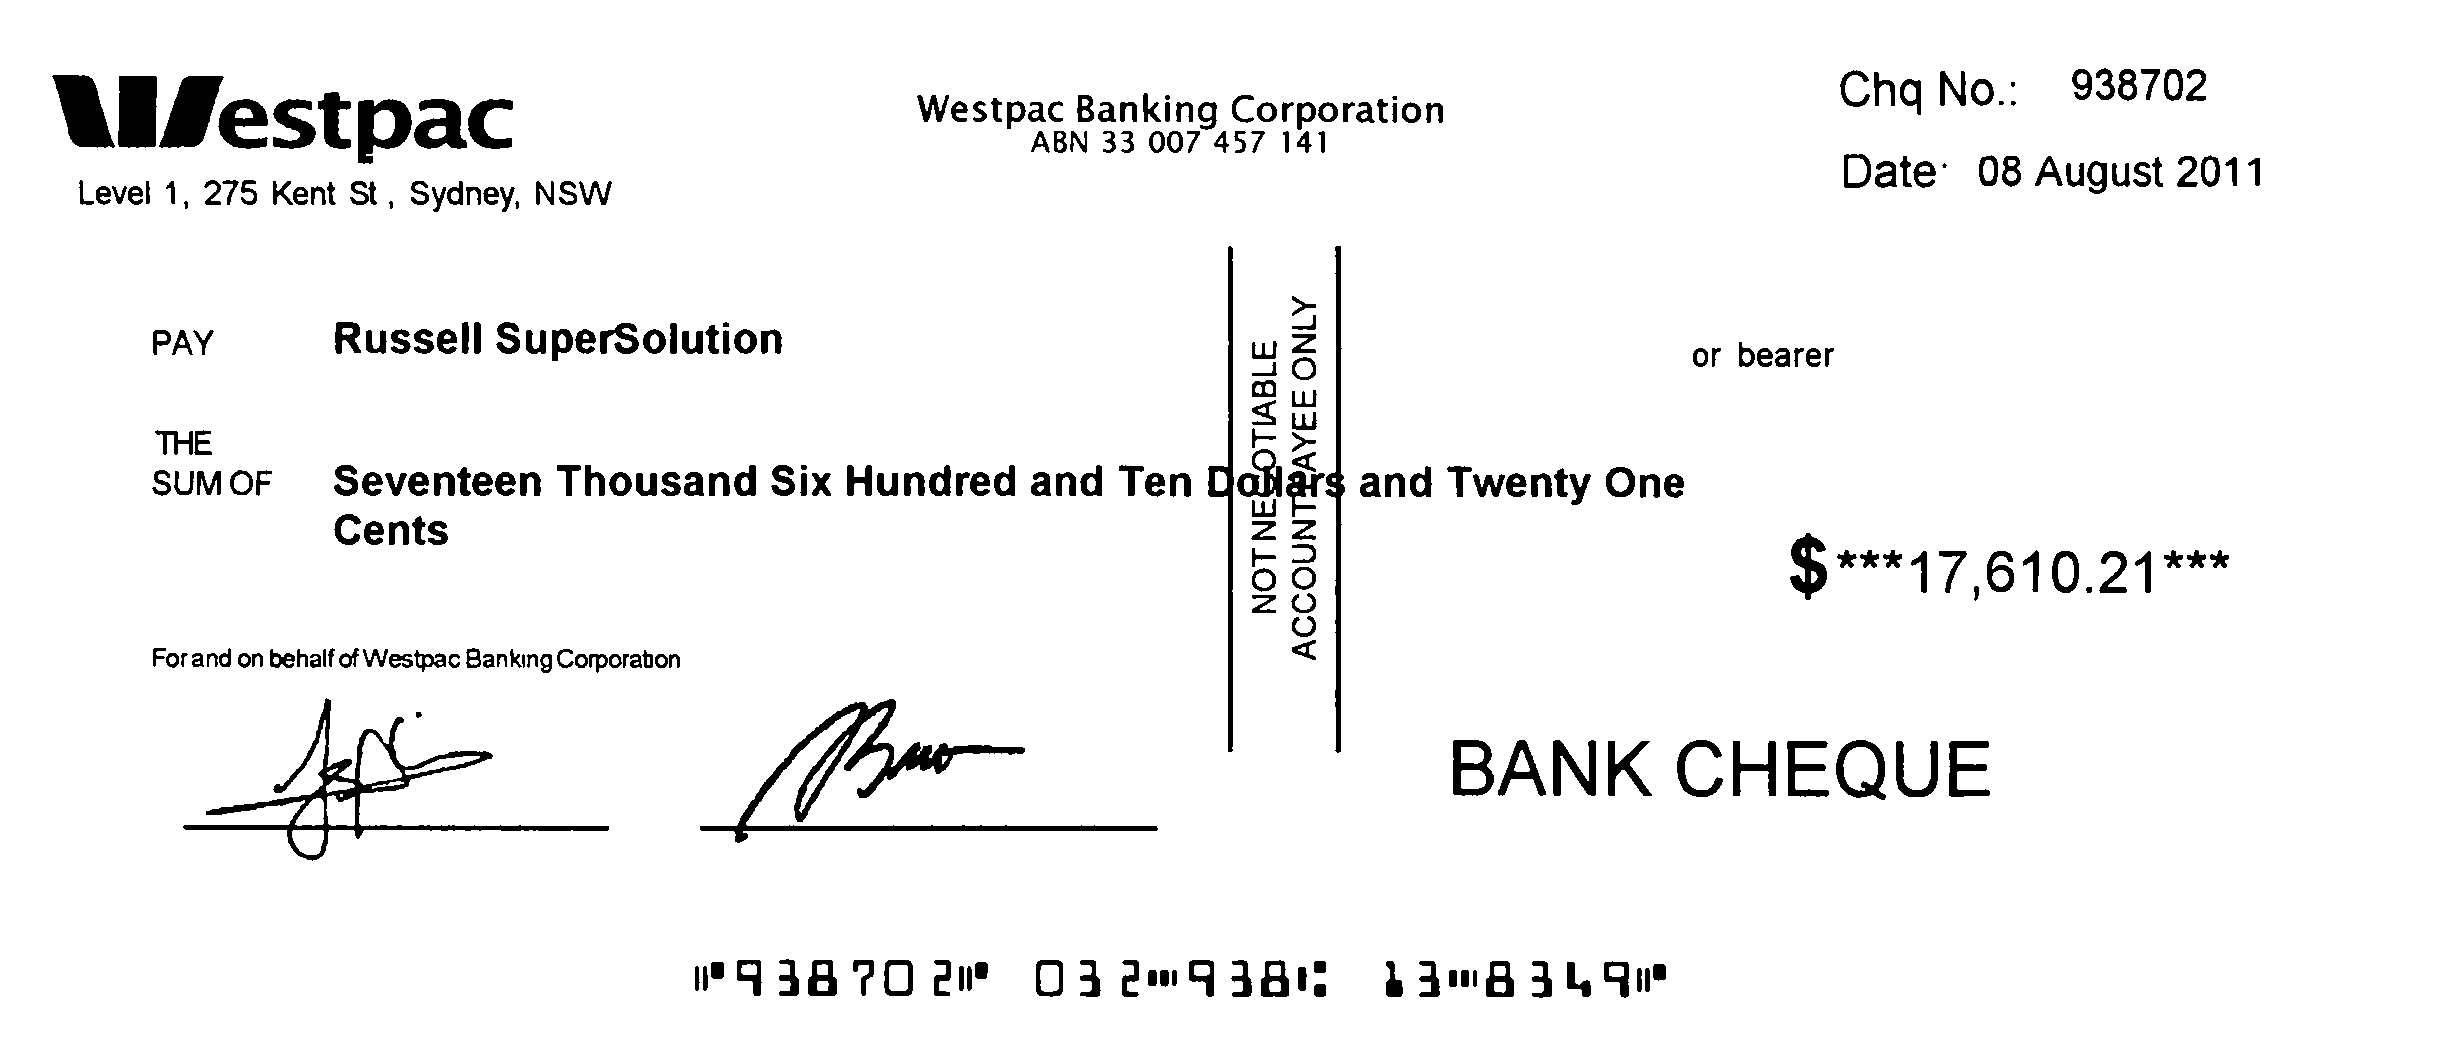 Westpac
Level 1, 275 Kent St, Sydney, NSW
Westpac Banking Corporation
ABN 33 007 457 141
Chq No.: 938702
Date: 08 August 2011
PAY Russell SuperSolution or bearer
THE
SUM OF Seventeen Thousand Six Hundred and Ten Dollars and Twenty One
Cents
$***17,610.21***
NOT NEGOTIABLE
ACCOUNT PAYEE ONLY
For and on behalf of Westpac Banking Corporation
BANK CHEQUE
⑈938702⑈ 032⑉938⑆ 13⑉8349⑈